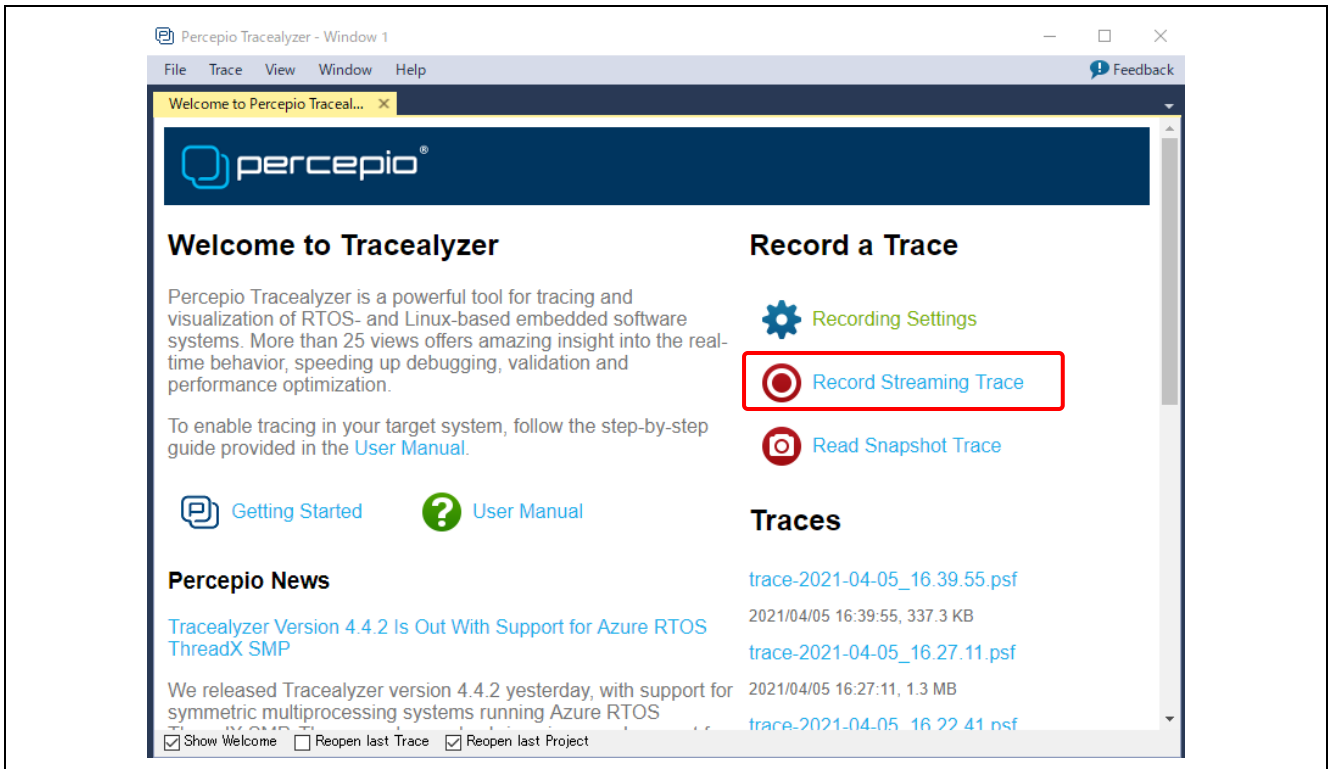 Percepio Tracealyzer - Window 1
File Trace View Window Help
Feedback
Welcome to Percepio Traceal...
percepio®
Welcome to Tracealyzer
Percepio Tracealyzer is a powerful tool for tracing and
visualization of RTOS- and Linux-based embedded software
systems. More than 25 views offers amazing insight into the real-
time behavior, speeding up debugging, validation and
performance optimization.
To enable tracing in your target system, follow the step-by-step
guide provided in the User Manual.
Getting Started
User Manual
Percepio News
Tracealyzer Version 4.4.2 Is Out With Support for Azure RTOS
ThreadX SMP
We released Tracealyzer version 4.4.2 yesterday, with support for
symmetric multiprocessing systems running Azure RTOS
Record a Trace
Recording Settings
Record Streaming Trace
Read Snapshot Trace
Traces
trace-2021-04-05_16.39.55.psf
2021/04/05 16:39:55, 337.3 KB
trace-2021-04-05_16.27.11.psf
2021/04/05 16:27:11, 1.3 MB
trace-2021-04-05_16.22.41.psf
Show Welcome
Reopen last Trace
Reopen last Project